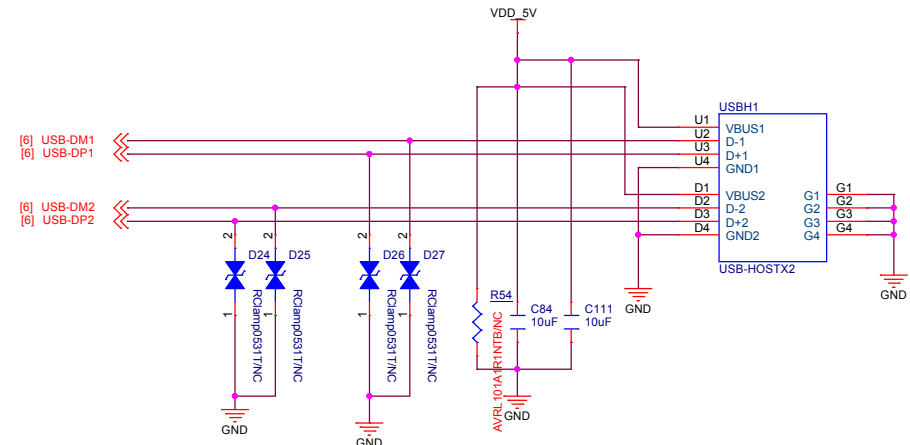 VDD_5V
USBH1
[6] USB-DM1
[6] USB-DP1
U1
U2
U3
U4
VBUS1
D-1
D+1
GND1
[6] USB-DM2
[6] USB-DP2
D1
D2
D3
D4
VBUS2
D-2
D+2
GND2
G1
G2
G3
G4
G1
G2
G3
G4
USB-HOSTX2
2
D24
2
D25
2
D26
2
D27
1
1
1
1
RClamp0531T/NC
RClamp0531T/NC
RClamp0531T/NC
RClamp0531T/NC
R54
AVRL101A1R1NTB/NC
C84
10uF
C111
10uF
GND
GND
GND
GND
GND